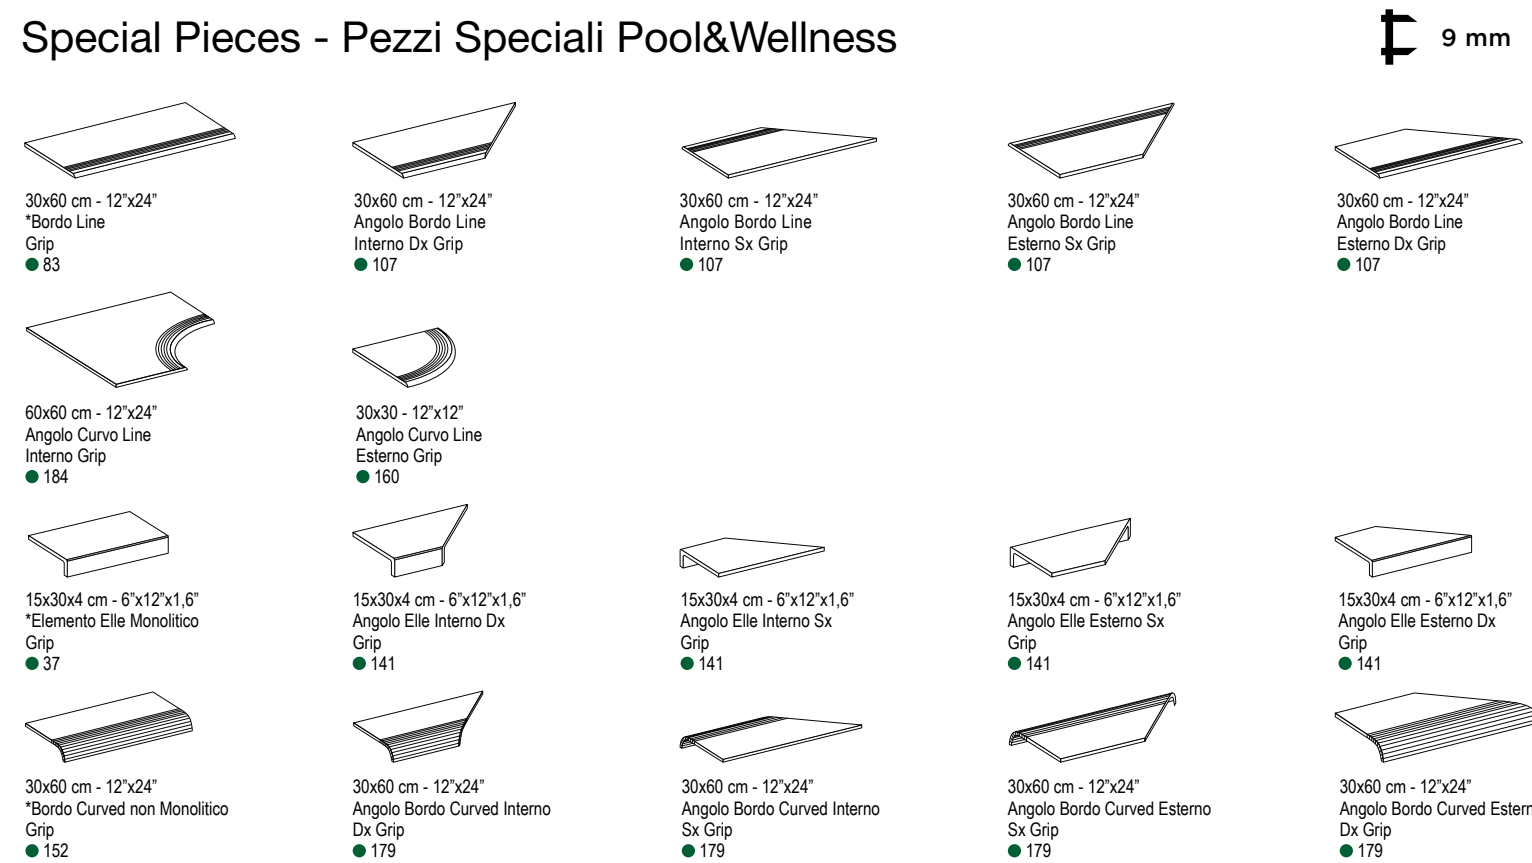 Special Pieces - Pezzi Speciali Pool&Wellness
9 mm
30x60 cm - 12”x24”
*Bordo Line
Grip
83
30x60 cm - 12”x24”
Angolo Bordo Line
Interno Dx Grip
107
30x60 cm - 12”x24”
Angolo Bordo Line
Interno Sx Grip
107
30x60 cm - 12”x24”
Angolo Bordo Line
Esterno Sx Grip
107
30x60 cm - 12”x24”
Angolo Bordo Line
Esterno Dx Grip
107
60x60 cm - 12”x24”
Angolo Curvo Line
Interno Grip
184
30x30 - 12”x12”
Angolo Curvo Line
Esterno Grip
160
15x30x4 cm - 6”x12”x1,6”
*Elemento Elle Monolitico
Grip
37
15x30x4 cm - 6”x12”x1,6”
Angolo Elle Interno Dx
Grip
141
15x30x4 cm - 6”x12”x1,6”
Angolo Elle Interno Sx
Grip
141
15x30x4 cm - 6”x12”x1,6”
Angolo Elle Esterno Sx
Grip
141
15x30x4 cm - 6”x12”x1,6”
Angolo Elle Esterno Dx
Grip
141
30x60 cm - 12”x24”
*Bordo Curved non Monolitico
Grip
152
30x60 cm - 12”x24”
Angolo Bordo Curved Interno
Dx Grip
179
30x60 cm - 12”x24”
Angolo Bordo Curved Interno
Sx Grip
179
30x60 cm - 12”x24”
Angolo Bordo Curved Esterno
Sx Grip
179
30x60 cm - 12”x24”
Angolo Bordo Curved Estern
Dx Grip
179